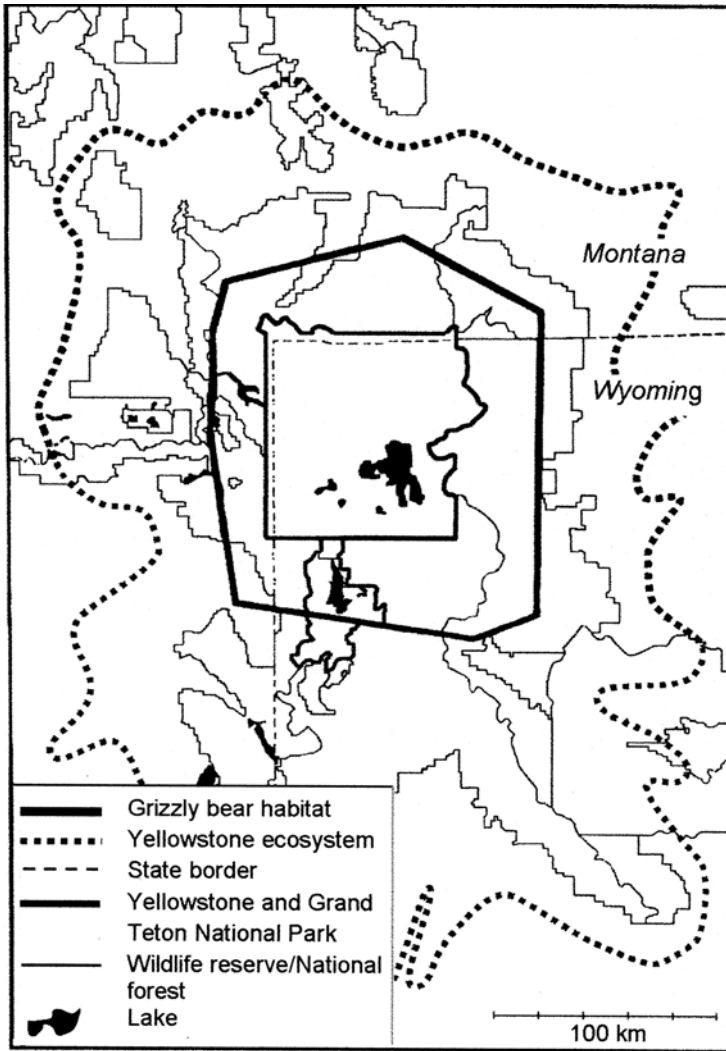 Montana
Wyoming
Grizzly bear habitat
Yellowstone ecosystem
State border
Yellowstone and Grand
Teton National Park
Wildlife reserve/National
forest
Lake
100 km